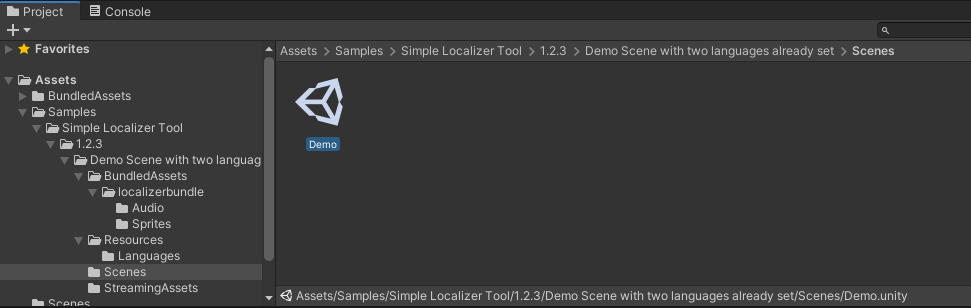 Project Console
Favorites
Assets
BundledAssets
Samples
Simple Localizer Tool
1.2.3
Demo Scene with two languag
BundledAssets
localizerbundle
Audio
Sprites
Resources
Languages
Scenes
StreamingAssets
Scenes
Assets > Samples > Simple Localizer Tool > 1.2.3 > Demo Scene with two languages already set > Scenes
Demo
Assets/Samples/Simple Localizer Tool/1.2.3/Demo Scene with two languages already set/Scenes/Demo.unity